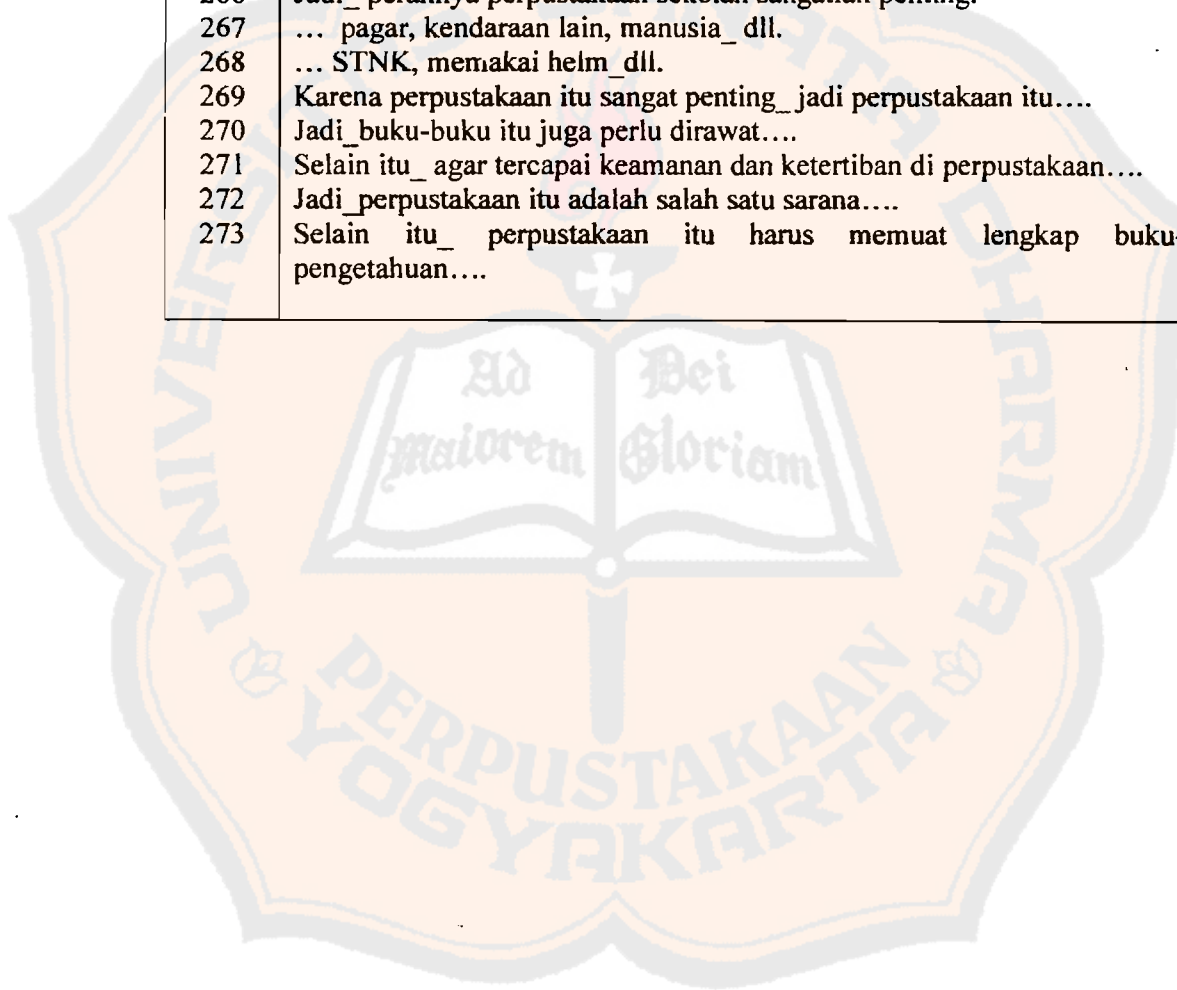 267 … pagar, kendaraan lain, manusia_ dll.
268 … STNK, memakai helm_dll.
269 Karena perpustakaan itu sangat penting_ jadi perpustakaan itu….
270 Jadi_buku-buku itu juga perlu dirawat….
271 Selain itu_ agar tercapai keamanan dan ketertiban di perpustakaan….
272 Jadi_perpustakaan itu adalah salah satu sarana….
273 Selain itu_ perpustakaan itu harus memuat lengkap buku-
pengetahuan….
Ad Dei
maiorem Gloriam
UNIVERSITAS SANATA DHARMA
PERPUSTAKAAN
YOGYAKARTA